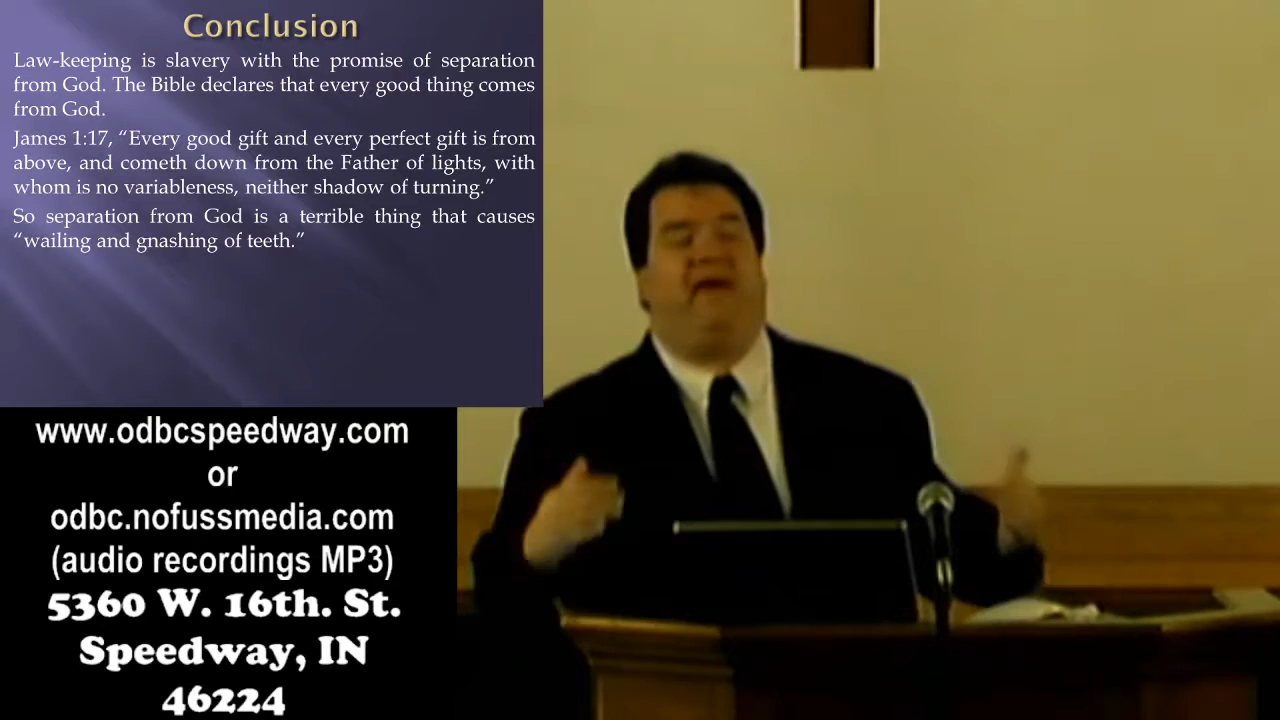 Conclusion
Law-keeping is slavery with the promise of separation
from God. The Bible declares that every good thing comes
from God.
James 1:17, “Every good gift and every perfect gift is from
above, and cometh down from the Father of lights, with
whom is no variableness, neither shadow of turning.”
So separation from God is a terrible thing that causes
“wailing and gnashing of teeth.”
www.odbcspeedway.com
or
odbc.nofussmedia.com
(audio recordings MP3)
5360 W. 16th. St.
Speedway, IN
46224